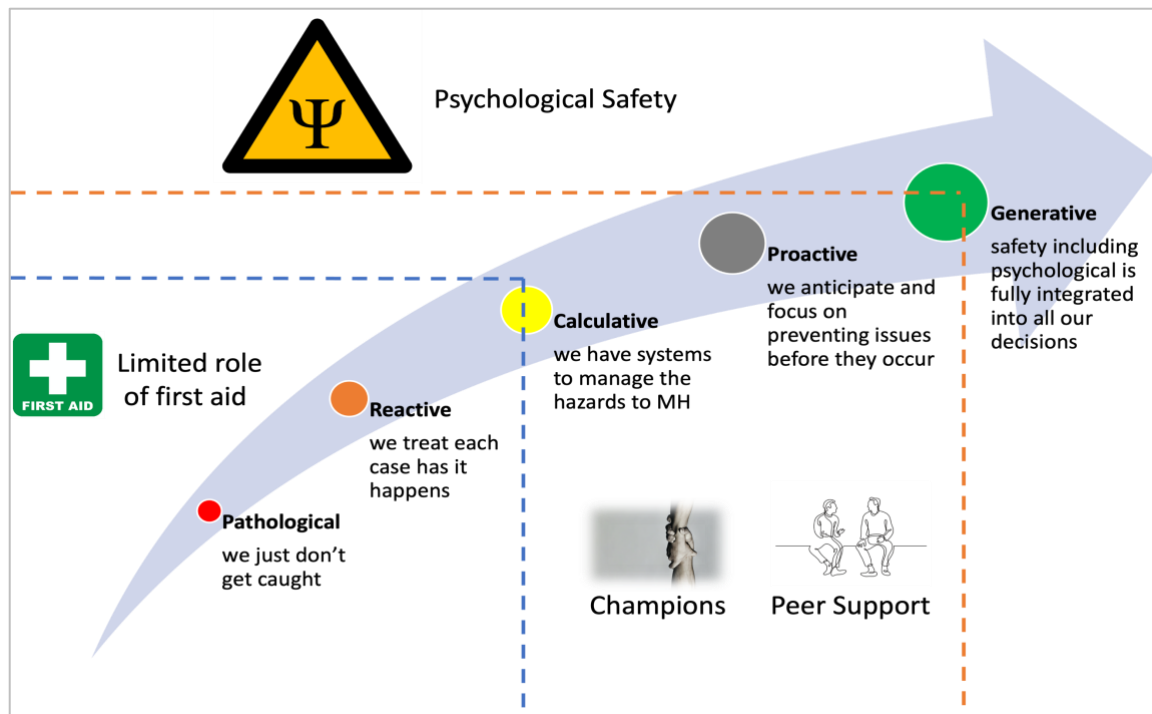 Ψ
Psychological Safety
FIRST AID
Limited role
of first aid
Pathological
we just don't
get caught
Reactive
we treat each
case has it
happens
Calculative
we have systems
to manage the
hazards to MH
Proactive
we anticipate and
focus on
preventing issues
before they occur
Generative
safety including
psychological is
fully integrated
into all our
decisions
Champions
Peer Support